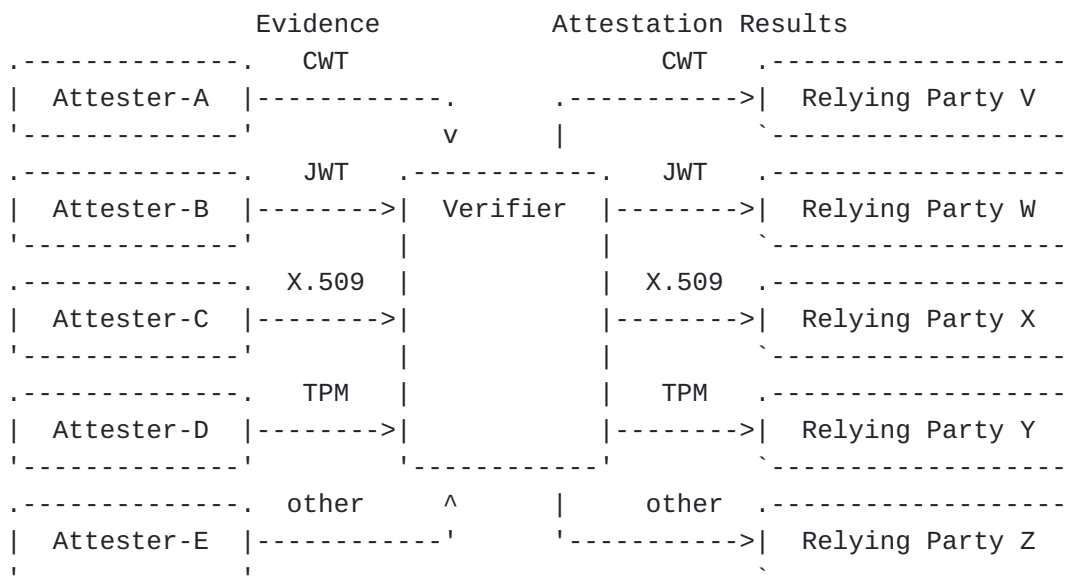 Evidence Attestation Results
CWT CWT
Attester-A Relying Party V
v
JWT JWT
Attester-B Verifier Relying Party W
X.509 X.509
Attester-C Relying Party X
TPM TPM
Attester-D Relying Party Y
other other
Attester-E Relying Party Z